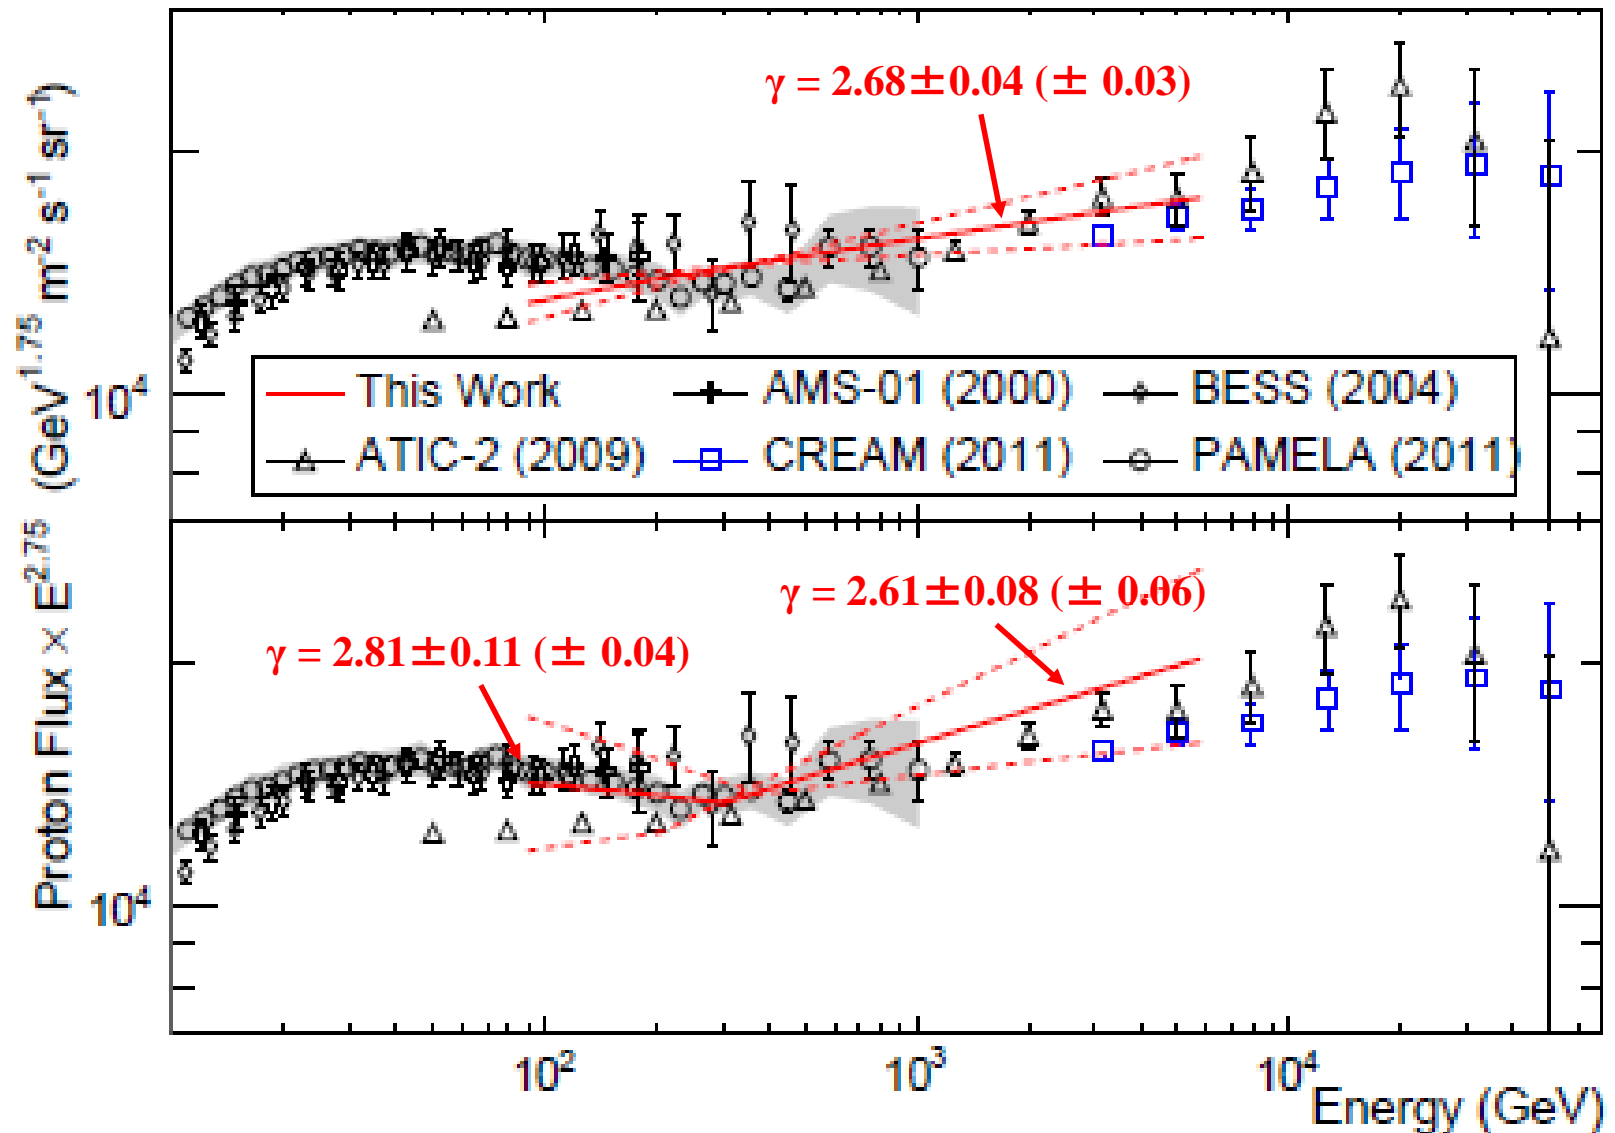 γ = 2.68±0.04 (± 0.03)
10⁴
This Work
AMS-01 (2000)
BESS (2004)
ATIC-2 (2009)
CREAM (2011)
PAMELA (2011)
Proton Flux × E^2.75 (GeV^1.75 m^-2 s^-1 sr^-1)
γ = 2.61±0.08 (± 0.06)
γ = 2.81±0.11 (± 0.04)
10⁴
10² 10³ 10⁴
Energy (GeV)